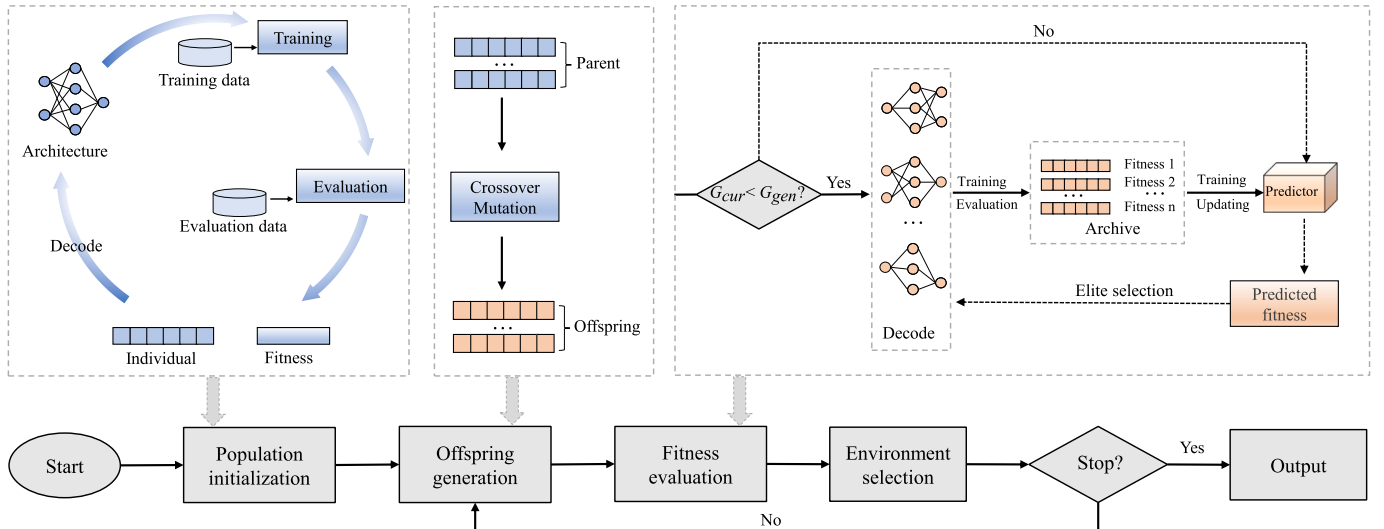 Training
Training data
Architecture
Evaluation
Evaluation data
Decode
Individual
Fitness
...
Parent
Crossover
Mutation
...
Offspring
No
G_cur < G_gen?
Yes
...
Decode
Training
Evaluation
Fitness 1
Fitness 2
... ...
Fitness n
Archive
Training
Updating
Predictor
Elite selection
Predicted
fitness
Start
Population
initialization
Offspring
generation
Fitness
evaluation
Environment
selection
Stop?
Yes
Output
No